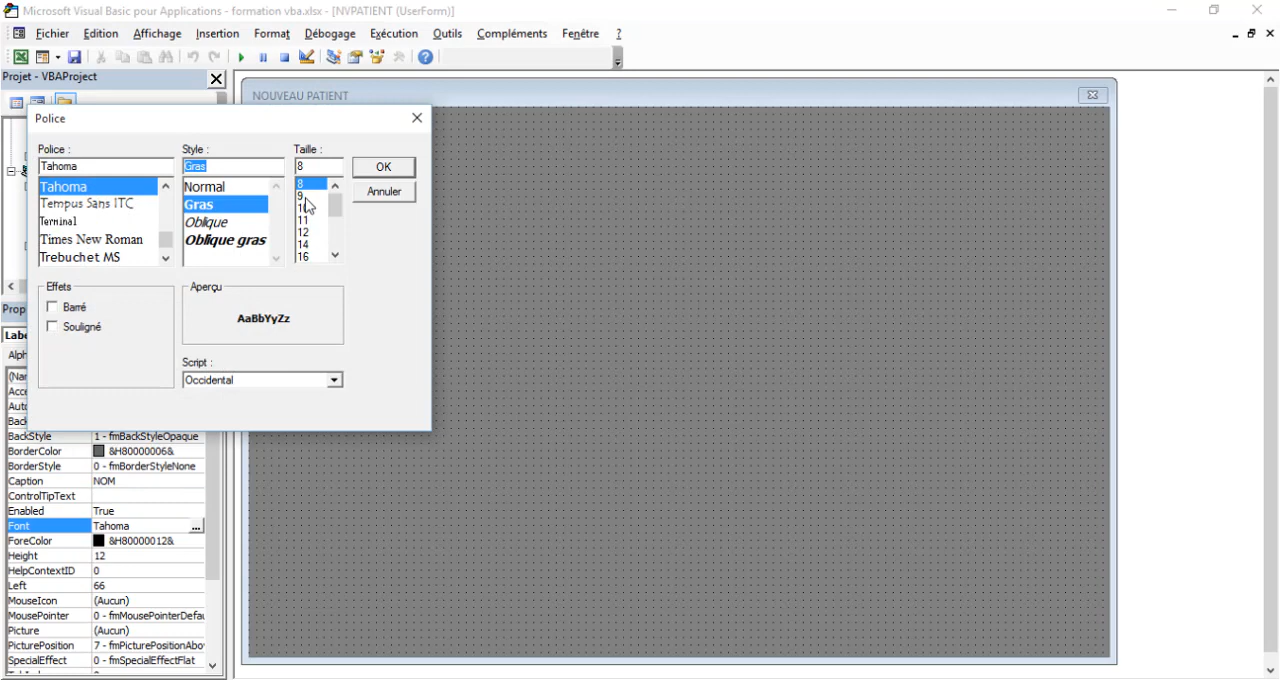 Microsoft Visual Basic pour Applications - formation vba.xlsx - [NVPATIENT (UserForm)]
Fichier Edition Affichage Insertion Format Débogage Exécution Outils Compléments Fenêtre ?
Projet - VBAProject
NOUVEAU PATIENT
Police
Police : Style : Taille :
Tahoma Gras 8 OK
Tahoma Normal 8 Annuler
Tempus Sans ITC Gras 9
Terminal Oblique 11
Times New Roman Oblique gras 12
Trebuchet MS 14
16
Effets Aperçu
Barré
Souligné
AaBbYyZz
Script :
Occidental
BackStyle 1 - fmBackStyleOpaque
BorderColor &H80000006&
BorderStyle 0 - fmBorderStyleNone
Caption NOM
ControlTipText
Enabled True
Font Tahoma ...
ForeColor &H80000012&
Height 12
HelpContextID 0
Left 66
MouseIcon (Aucun)
MousePointer 0 - fmMousePointerDefau
Picture (Aucun)
PicturePosition 7 - fmPicturePositionAbo
SpecialEffect 0 - fmSpecialEffectFlat